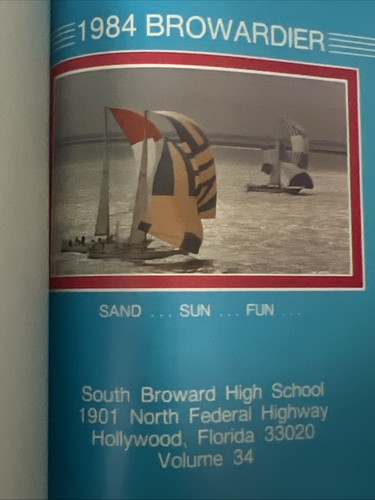 1984 BROWARDIER
SAND ... SUN ... FUN ...
South Broward High School
1901 North Federal Highway
Hollywood, Florida 33020
Volume 34